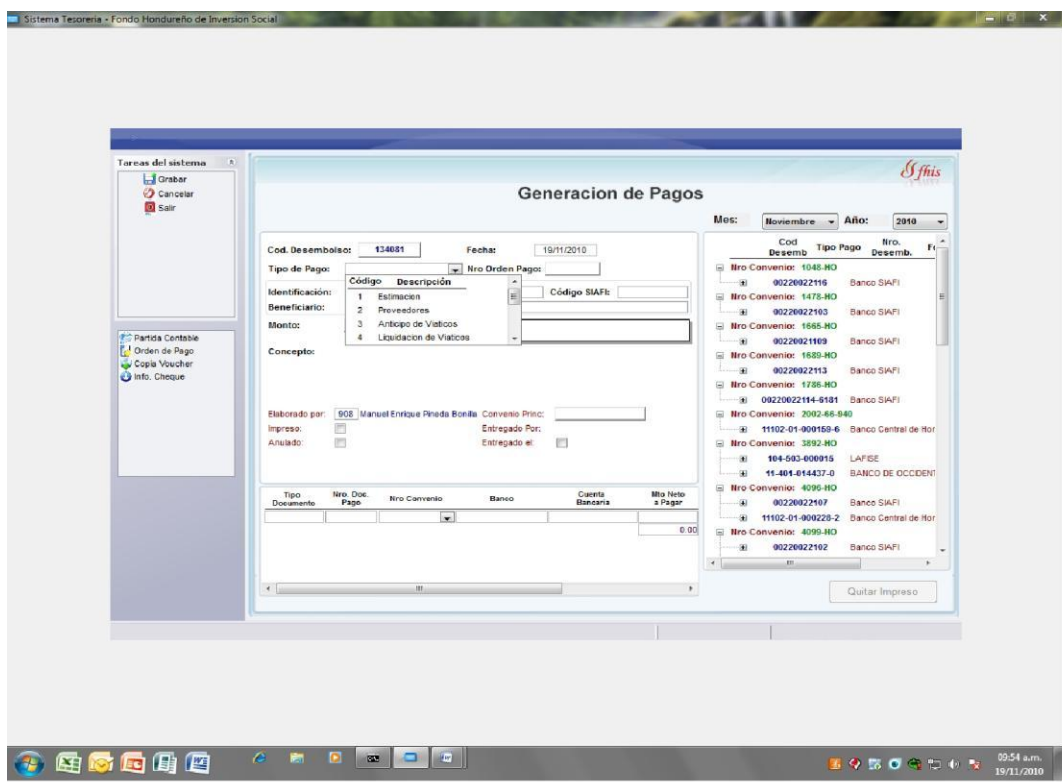 Sistema Tesoreria - Fondo Hondureño de Inversion Social
Tareas del sistema
Grabar
Cancelar
Salir
Partida Contable
Orden de Pago
Copia Voucher
Info. Cheque
fhis
Generacion de Pagos
Mes: Noviembre Año: 2010
Cod. Desembolso: 134081 Fecha: 19/11/2010
Tipo de Pago: Nro Orden Pago:
Código Descripción
1 Estimacion
2 Proveedores
3 Anticipo de Viaticos
4 Liquidacion de Viaticos
Identificación: Código SIAFI:
Beneficiario:
Monto:
Concepto:
Elaborado por: 908 Manuel Enrique Pineda Bonilla Convenio Princ:
Impreso: Entregado Por:
Anulado: Entregado el:
Tipo Documento Nro. Doc. Pago Nro Convenio Banco Cuenta Bancaria Mto Neto a Pagar
0.00
Cod Desemb Tipo Pago Nro. Desemb.
Nro Convenio: 1048-HO
00220022116 Banco SIAFI
Nro Convenio: 1478-HO
00220022103 Banco SIAFI
Nro Convenio: 1665-HO
00220021109 Banco SIAFI
Nro Convenio: 1689-HO
00220022113 Banco SIAFI
Nro Convenio: 1786-HO
00220022114-6181 Banco SIAFI
Nro Convenio: 2002-66-940
11102-01-000159-6 Banco Central de Hor
Nro Convenio: 3892-HO
104-503-000015 LAFISE
11-401-014437-0 BANCO DE OCCIDENT
Nro Convenio: 4096-HO
00220022107 Banco SIAFI
11102-01-000228-2 Banco Central de Hor
Nro Convenio: 4099-HO
00220022102 Banco SIAFI
Quitar Impreso
09:54 a.m.
19/11/2010